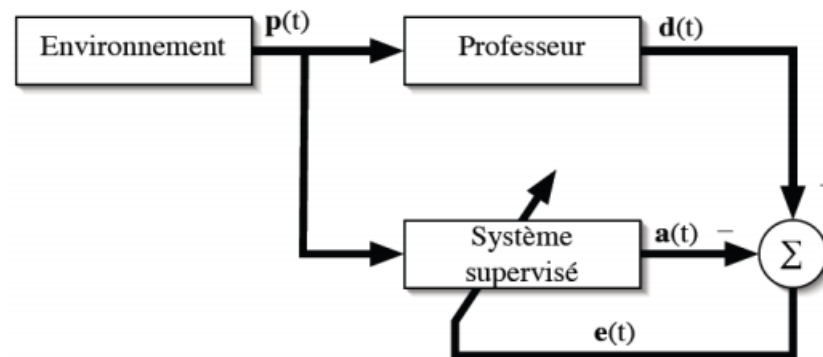 Environnement
p(t)
Professeur
d(t)
Système
supervisé
a(t)
−
Σ
e(t)